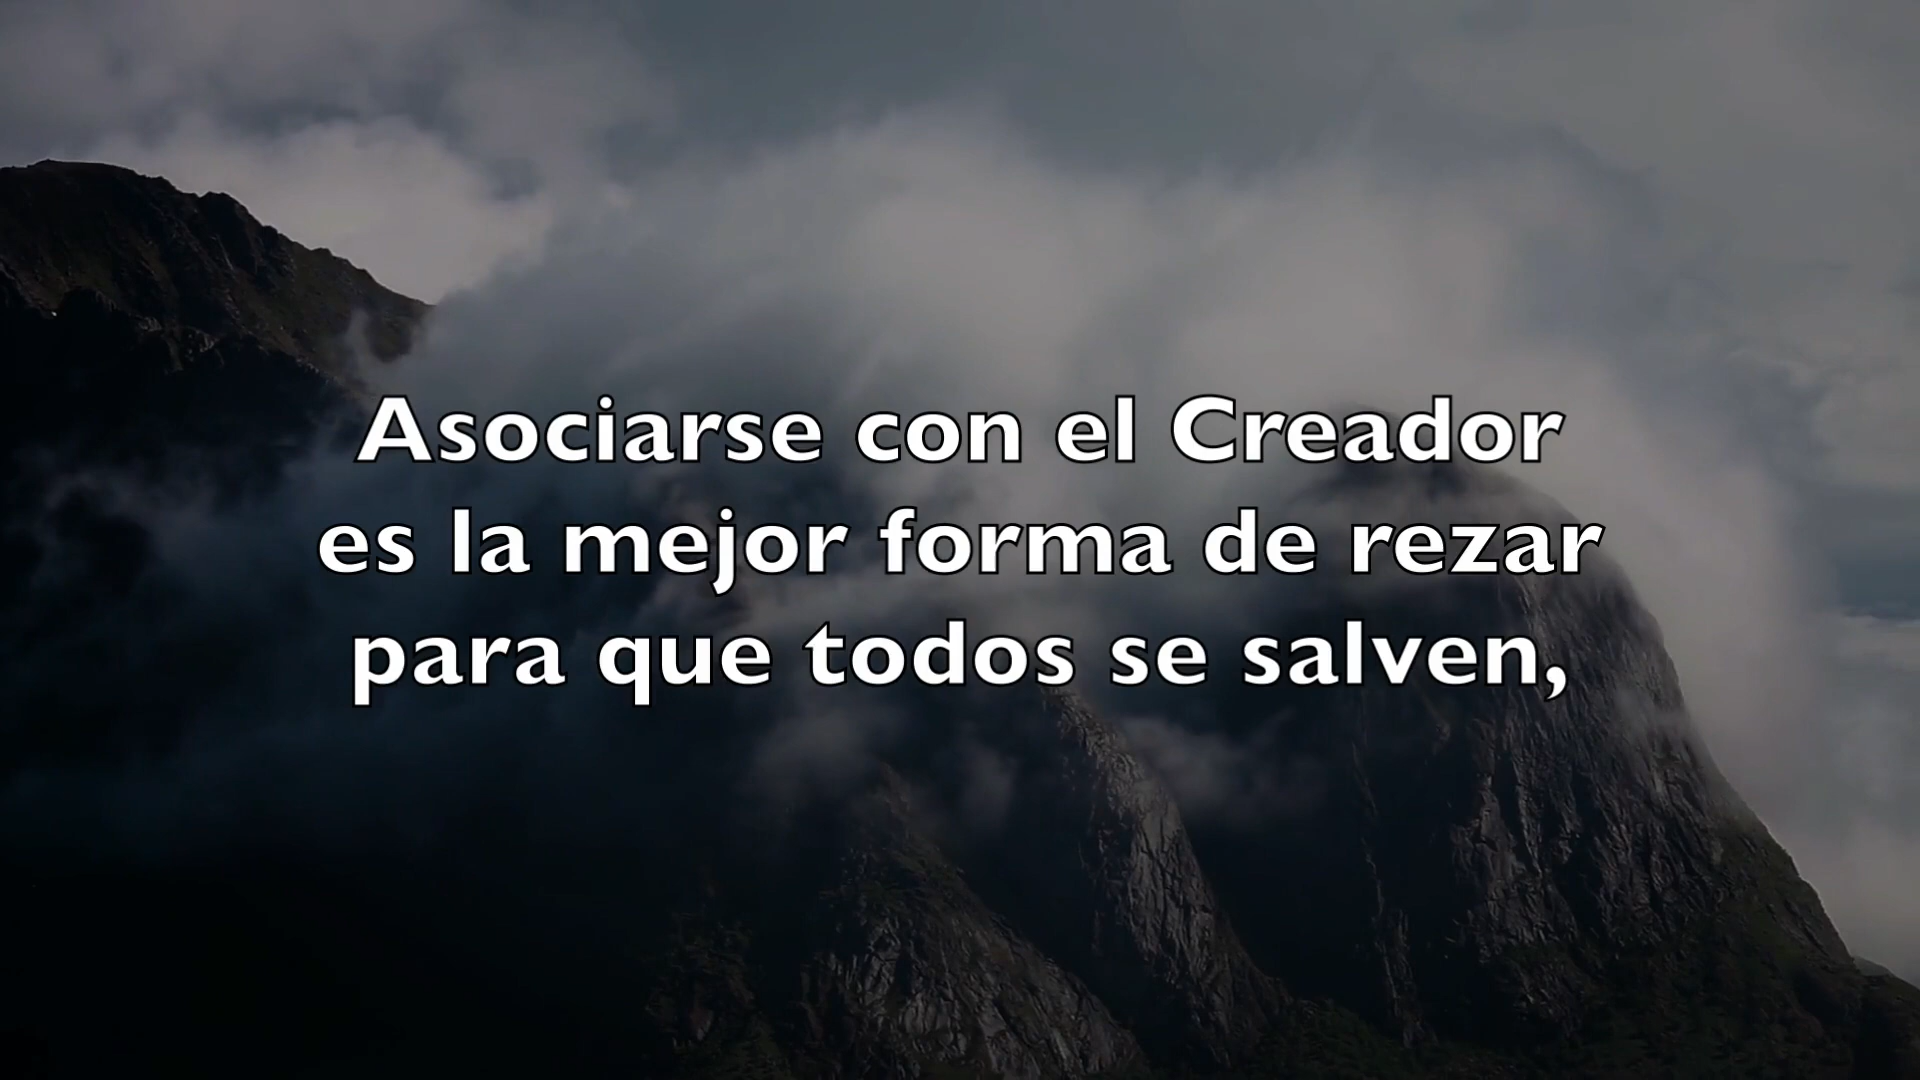 Asociarse con el Creador
es la mejor forma de rezar
para que todos se salven,